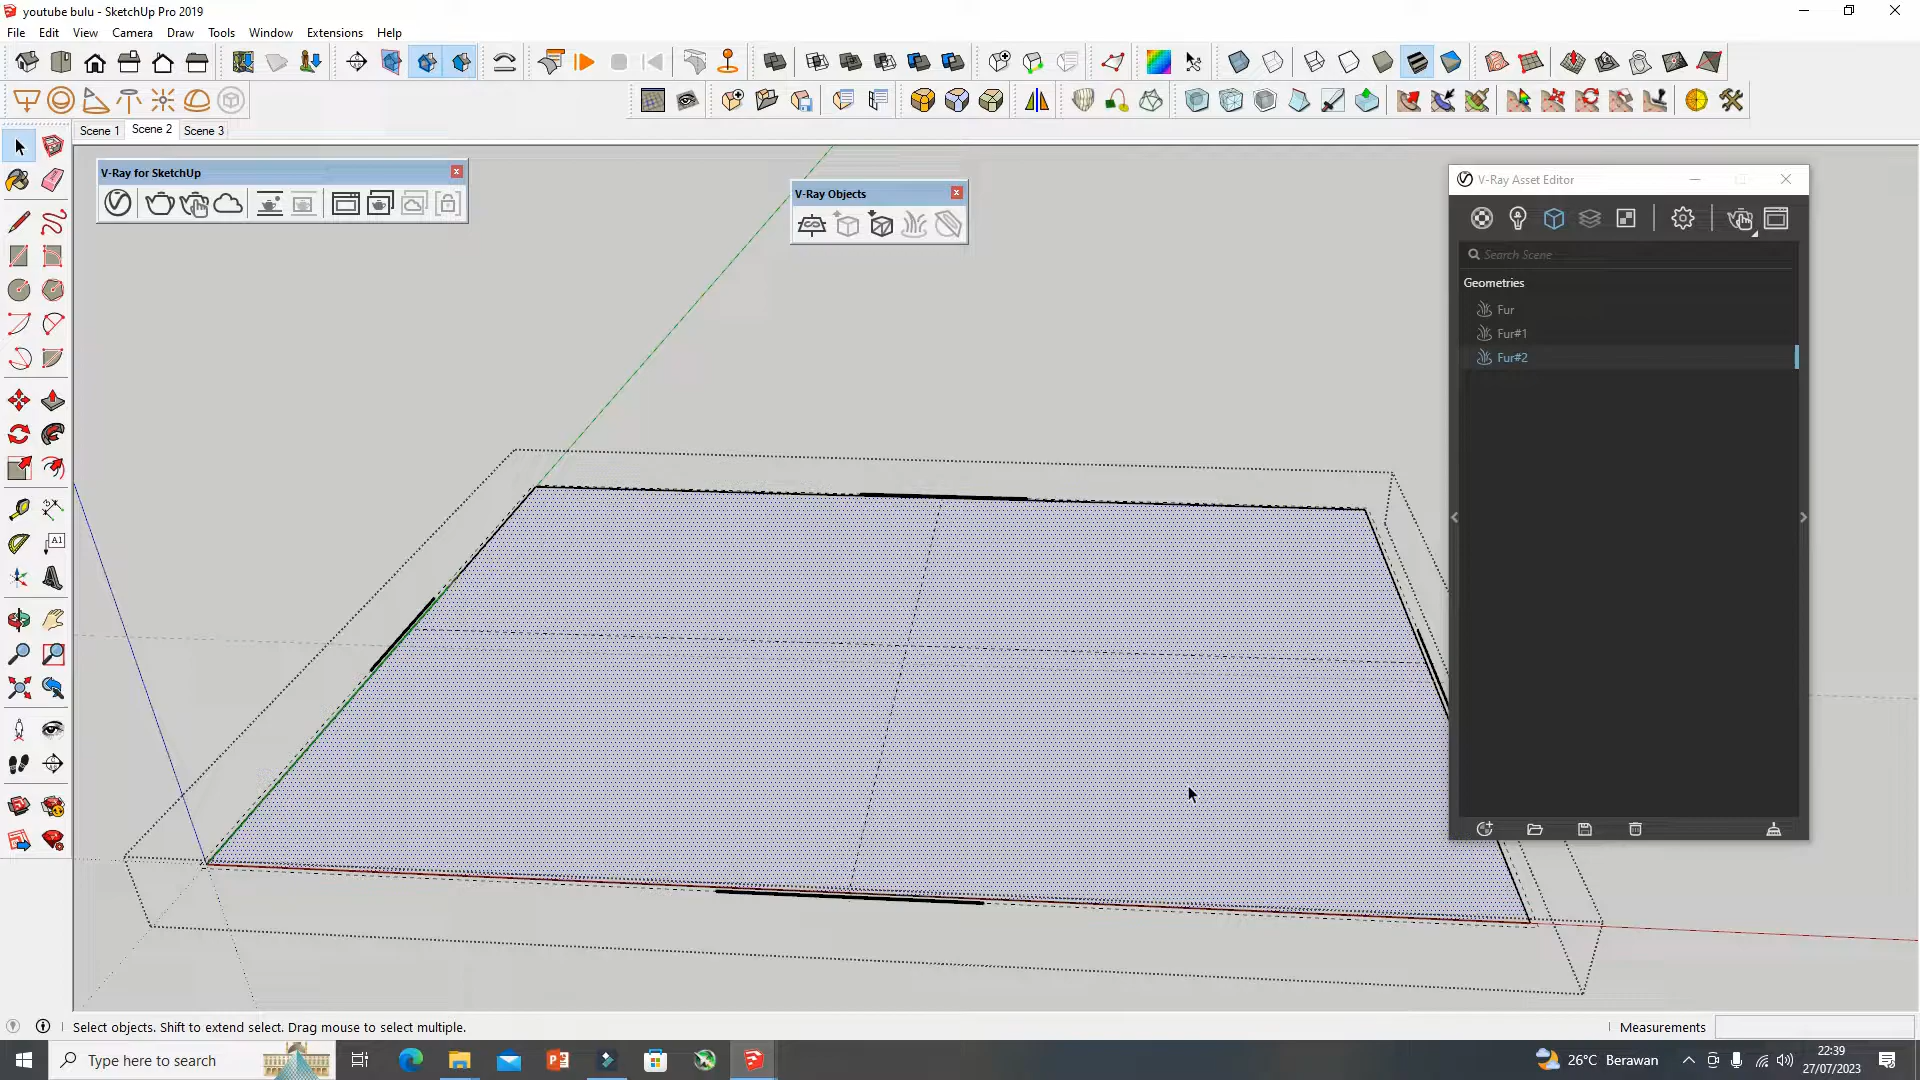 youtube bulu - SketchUp Pro 2019
File Edit View Camera Draw Tools Window Extensions Help
Scene 1 Scene 2 Scene 3
V-Ray for SketchUp
V-Ray Objects
V-Ray Asset Editor
Search Scene
Geometries
Fur
Fur#1
Fur#2
A1
Select objects. Shift to extend select. Drag mouse to select multiple.
Measurements
Type here to search
26°C Berawan
22:39
27/07/2023